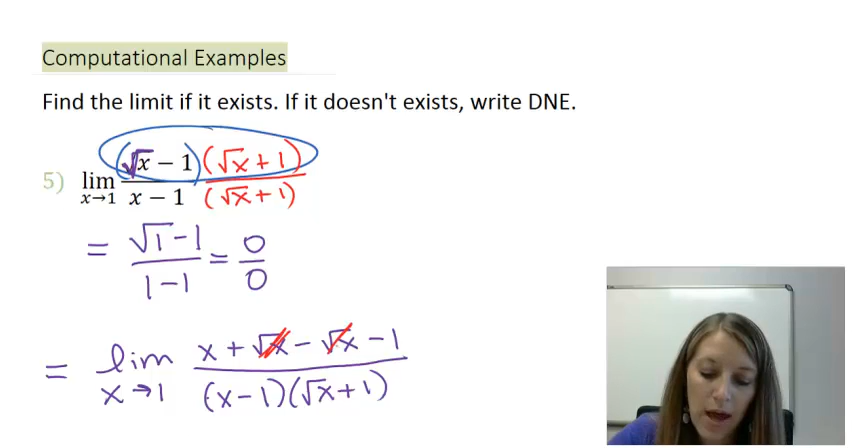 Computational Examples
Find the limit if it exists. If it doesn't exists, write DNE.
5) lim x→1 (√x − 1)(√x + 1) / x − 1 (√x + 1)
= √1 − 1 / 1 − 1 = 0 / 0
= lim x→1 x + √x − √x − 1 / (x − 1)(√x + 1)